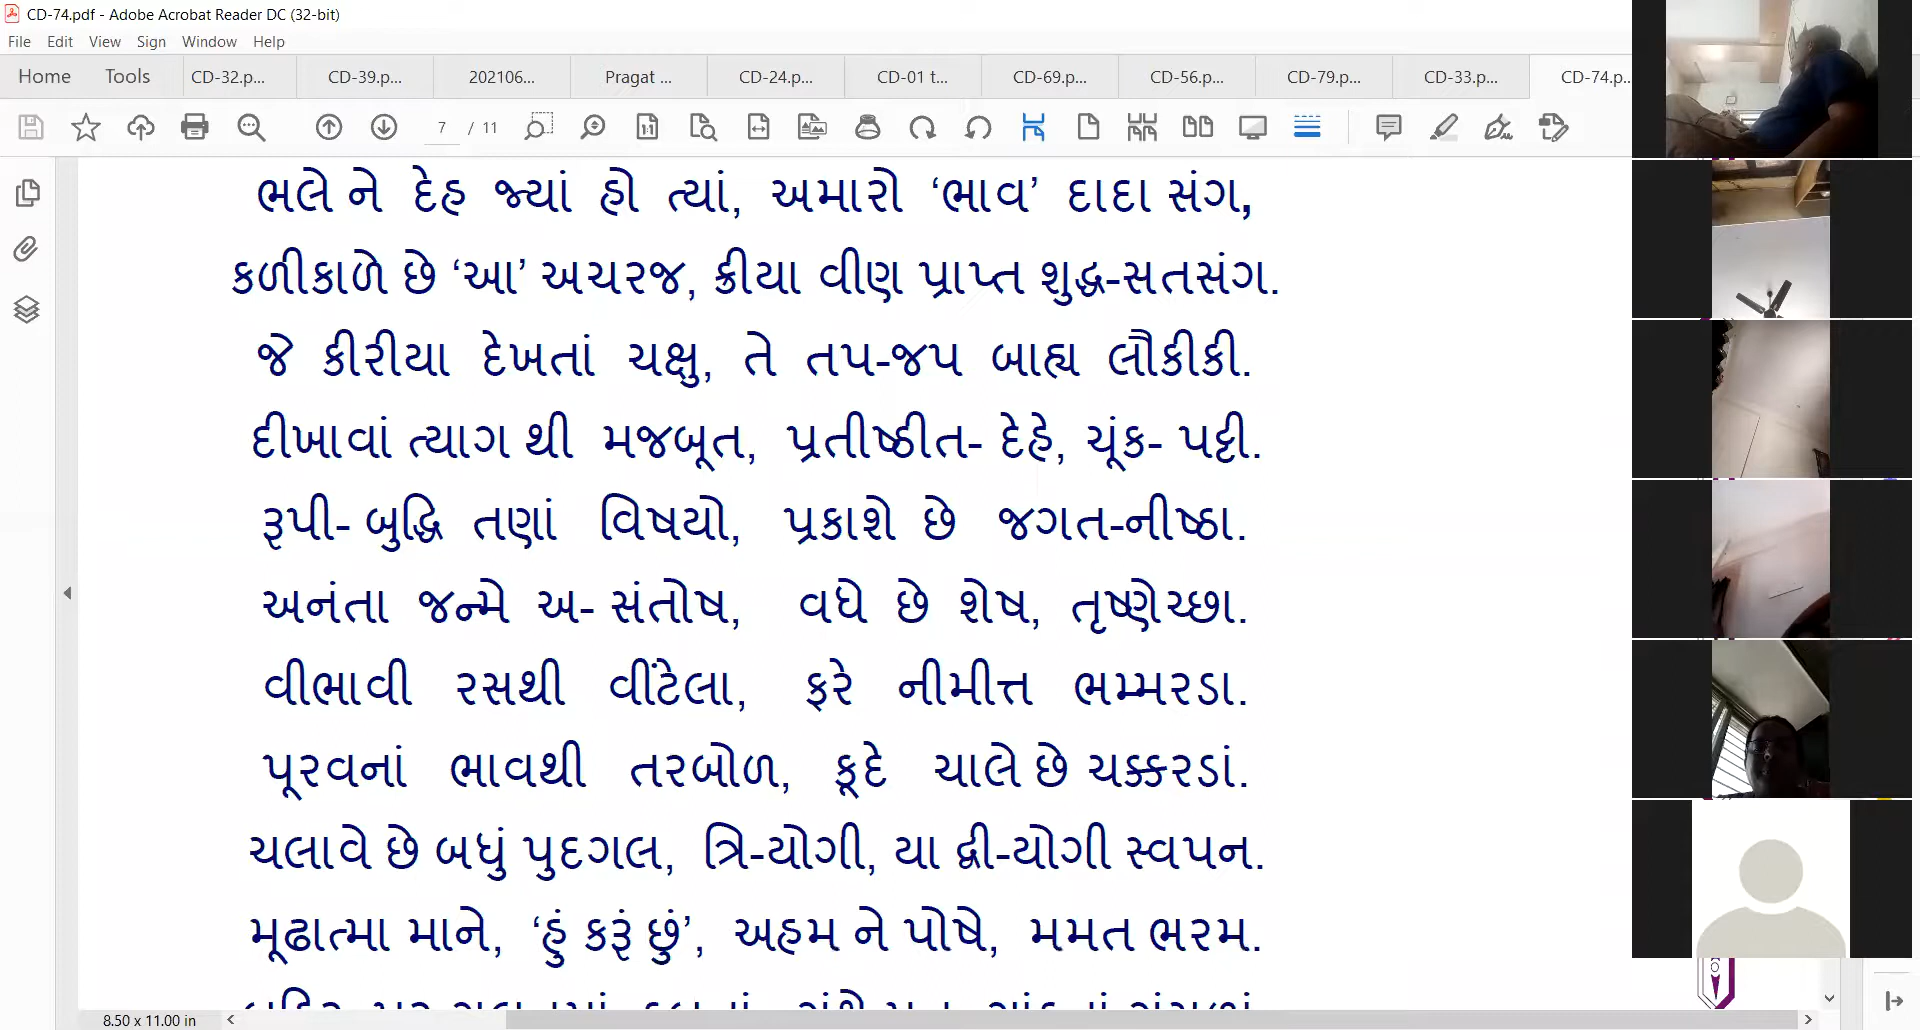 CD-74.pdf - Adobe Acrobat Reader DC (32-bit)
File Edit View Sign Window Help
Home Tools CD-32.p... CD-39.p... 202106... Pragat ... CD-24.p... CD-01 t... CD-69.p... CD-56.p... CD-79.p... CD-33.p... CD-74.p..
7 / 11
ભલે ને દેહ જ્યાં હો ત્યાં, અમારો ‘ભાવ’ દાદા સંગ,
કળીકાળે છે ‘આ’ અચરજ, ક્રીયા વીણ પ્રાપ્ત શુદ્ધ-સતસંગ.
જે કીરીયા દેખતાં ચક્ષુ, તે તપ-જપ બાહ્ય લૌકીકી.
દીખાવાં ત્યાગ થી મજબૂત, પ્રતીષ્ઠીત- દેહે, ચૂંક- પટ્ટી.
રૂપી- બુદ્ધિ તણાં વિષયો, પ્રકાશે છે જગત-નીષ્ઠા.
અનંતા જન્મે અ- સંતોષ, વધે છે શેષ, તૃષ્ણેચ્છા.
વીભાવી રસથી વીંટેલા, ફરે નીમીત્ત ભમ્મરડા.
પૂરવનાં ભાવથી તરબોળ, કૂદે ચાલે છે ચક્કરડાં.
ચલાવે છે બધું પુદગલ, ત્રિ-યોગી, યા દ્વી-યોગી સ્વપન.
મૂઢાત્મા માને, ‘હું કરૂં છું’, અહમ ને પોષે, મમત ભરમ.
8.50 x 11.00 in